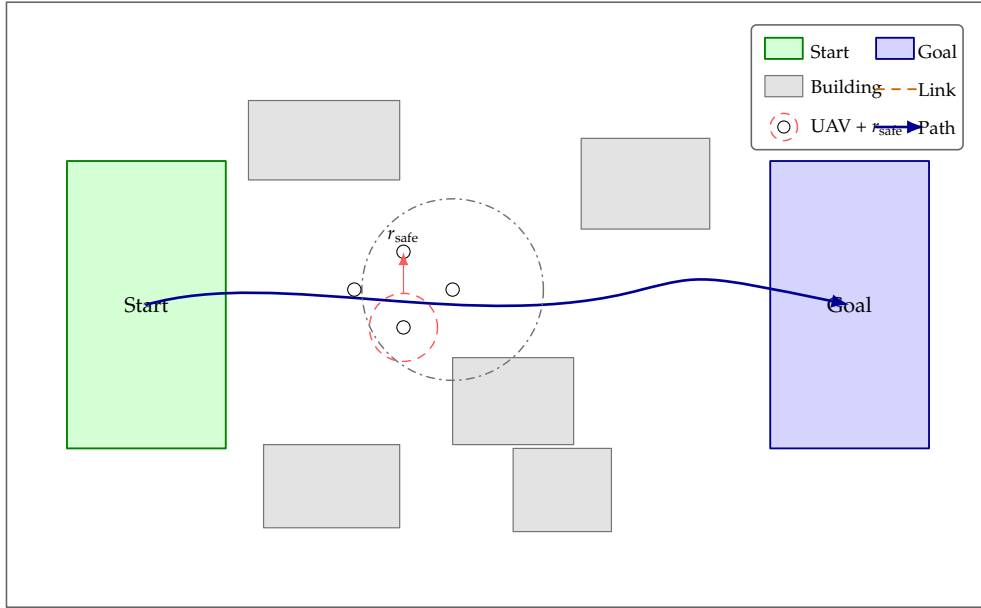 Start Goal
Building Link
UAV + r_safe Path
r_safe
Start
Goal